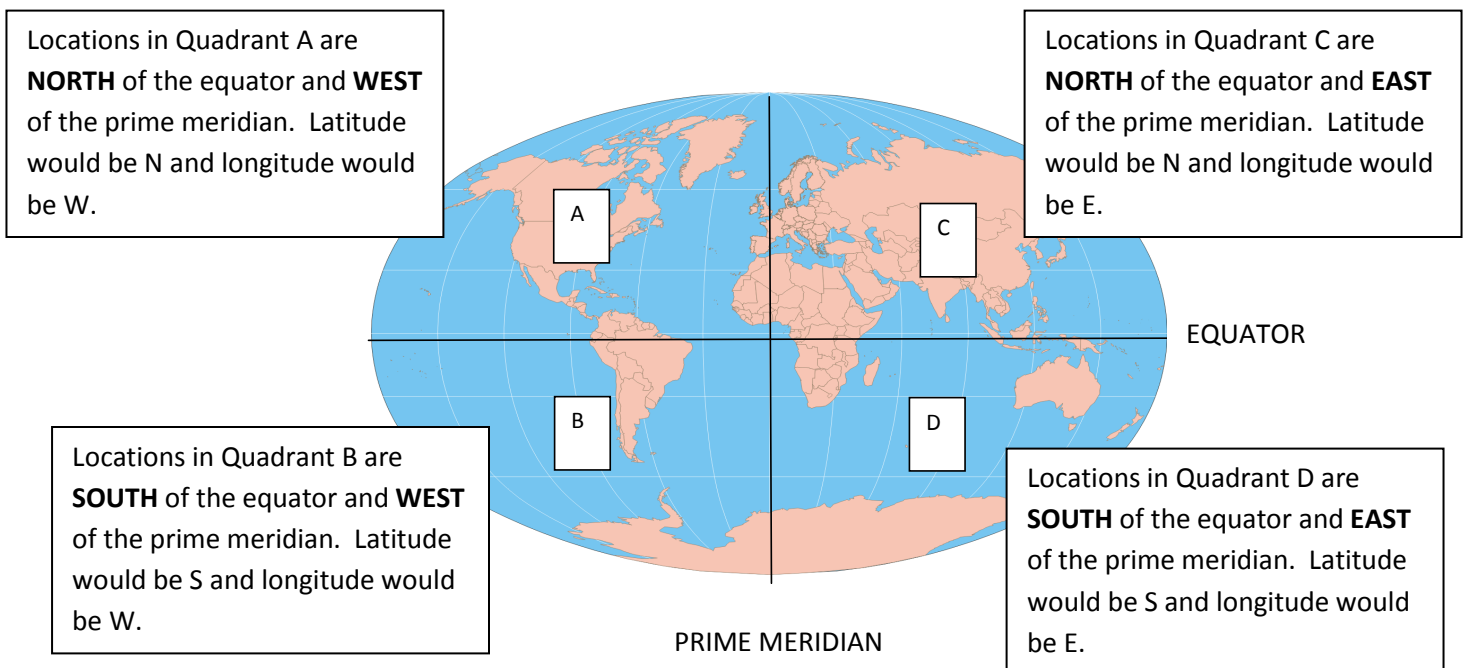 Locations in Quadrant A are
NORTH of the equator and WEST
of the prime meridian.  Latitude
would be N and longitude would
be W.
Locations in Quadrant C are
NORTH of the equator and EAST
of the prime meridian.  Latitude
would be N and longitude would
be E.
A
C
EQUATOR
B
D
Locations in Quadrant B are
SOUTH of the equator and WEST
of the prime meridian.  Latitude
would be S and longitude would
be W.
Locations in Quadrant D are
SOUTH of the equator and EAST
of the prime meridian.  Latitude
would be S and longitude would
be E.
PRIME MERIDIAN